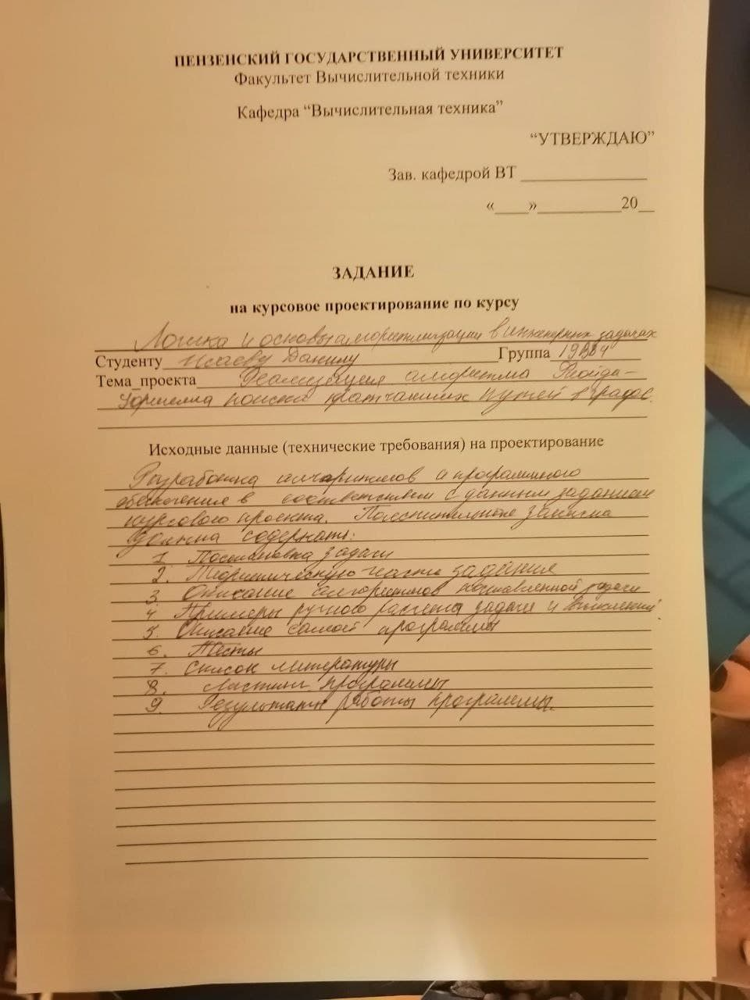 ПЕНЗЕНСКИЙ ГОСУДАРСТВЕННЫЙ УНИВЕРСИТЕТ
Факультет Вычислительной техники
Кафедра “Вычислительная техника”
“УТВЕРЖДАЮ”
Зав. кафедрой ВТ _______________
«____»__________20__
ЗАДАНИЕ
на курсовое проектирование по курсу
Логика и основы алгоритмизации в инженерных задачах
Студенту Исаеву Данилу Группа 19ВВ4
Тема_проекта Реализация алгоритма Флойда-
Уоршелла поиска кратчайших путей в графе.
Исходные данные (технические требования) на проектирование
Разработка алгоритмов и программного
обеспечения в соответствии с данным заданием
курсового проекта. Пояснительная записка
должна содержать:
1. Постановка задачи
2. Теоретическую часть задания
3. Описание алгоритмов поставленной задачи
4. Примеры ручного расчёта задачи и вычислений
5. Описание самой программы
6. Тесты
7. Список литературы
8. Листинг программы
9. Результаты работы программы.